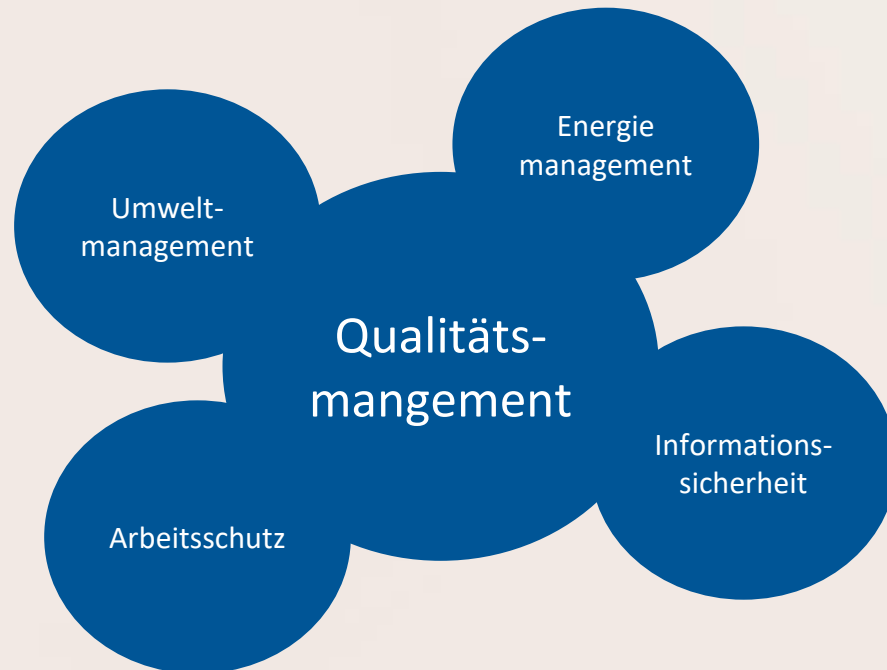 Energie
management
Umwelt-
management
Qualitäts-
mangement
Informations-
sicherheit
Arbeitsschutz